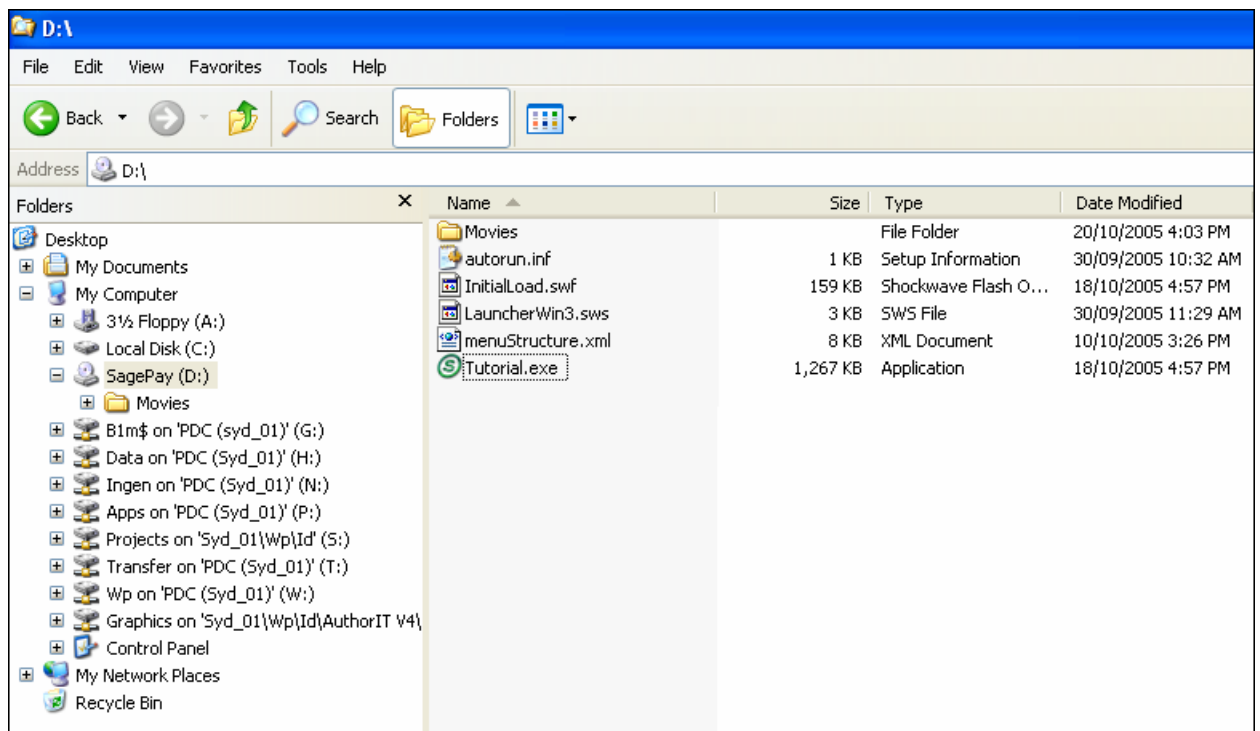 D:\
File Edit View Favorites Tools Help
Back Search Folders
Address D:\
Folders
Desktop
My Documents
My Computer
3½ Floppy (A:)
Local Disk (C:)
SagePay (D:)
Movies
B1m$ on 'PDC (syd_01)' (G:)
Data on 'PDC (Syd_01)' (H:)
Ingen on 'PDC (Syd_01)' (N:)
Apps on 'PDC (Syd_01)' (P:)
Projects on 'Syd_01\Wp\Id' (S:)
Transfer on 'PDC (Syd_01)' (T:)
Wp on 'PDC (Syd_01)' (W:)
Graphics on 'Syd_01\Wp\Id\AuthorIT V4\
Control Panel
My Network Places
Recycle Bin
Name Size Type Date Modified
Movies File Folder 20/10/2005 4:03 PM
autorun.inf 1 KB Setup Information 30/09/2005 10:32 AM
InitialLoad.swf 159 KB Shockwave Flash O... 18/10/2005 4:57 PM
LauncherWin3.sws 3 KB SWS File 30/09/2005 11:29 AM
menuStructure.xml 8 KB XML Document 10/10/2005 3:26 PM
Tutorial.exe 1,267 KB Application 18/10/2005 4:57 PM